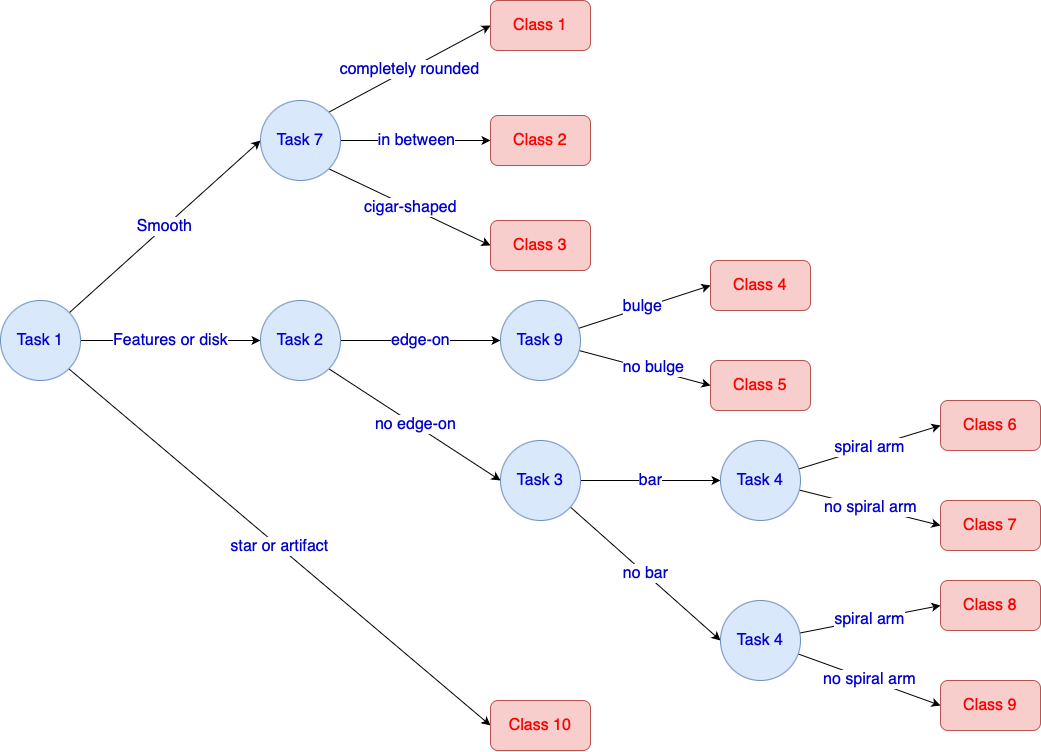 Class 1
completely rounded
Task 7
in between
Class 2
cigar-shaped
Smooth
Class 3
Class 4
bulge
Task 1
Features or disk
Task 2
edge-on
Task 9
no bulge
Class 5
no edge-on
Class 6
spiral arm
Task 3
bar
Task 4
no spiral arm
Class 7
star or artifact
no bar
Class 8
spiral arm
Task 4
no spiral arm
Class 9
Class 10